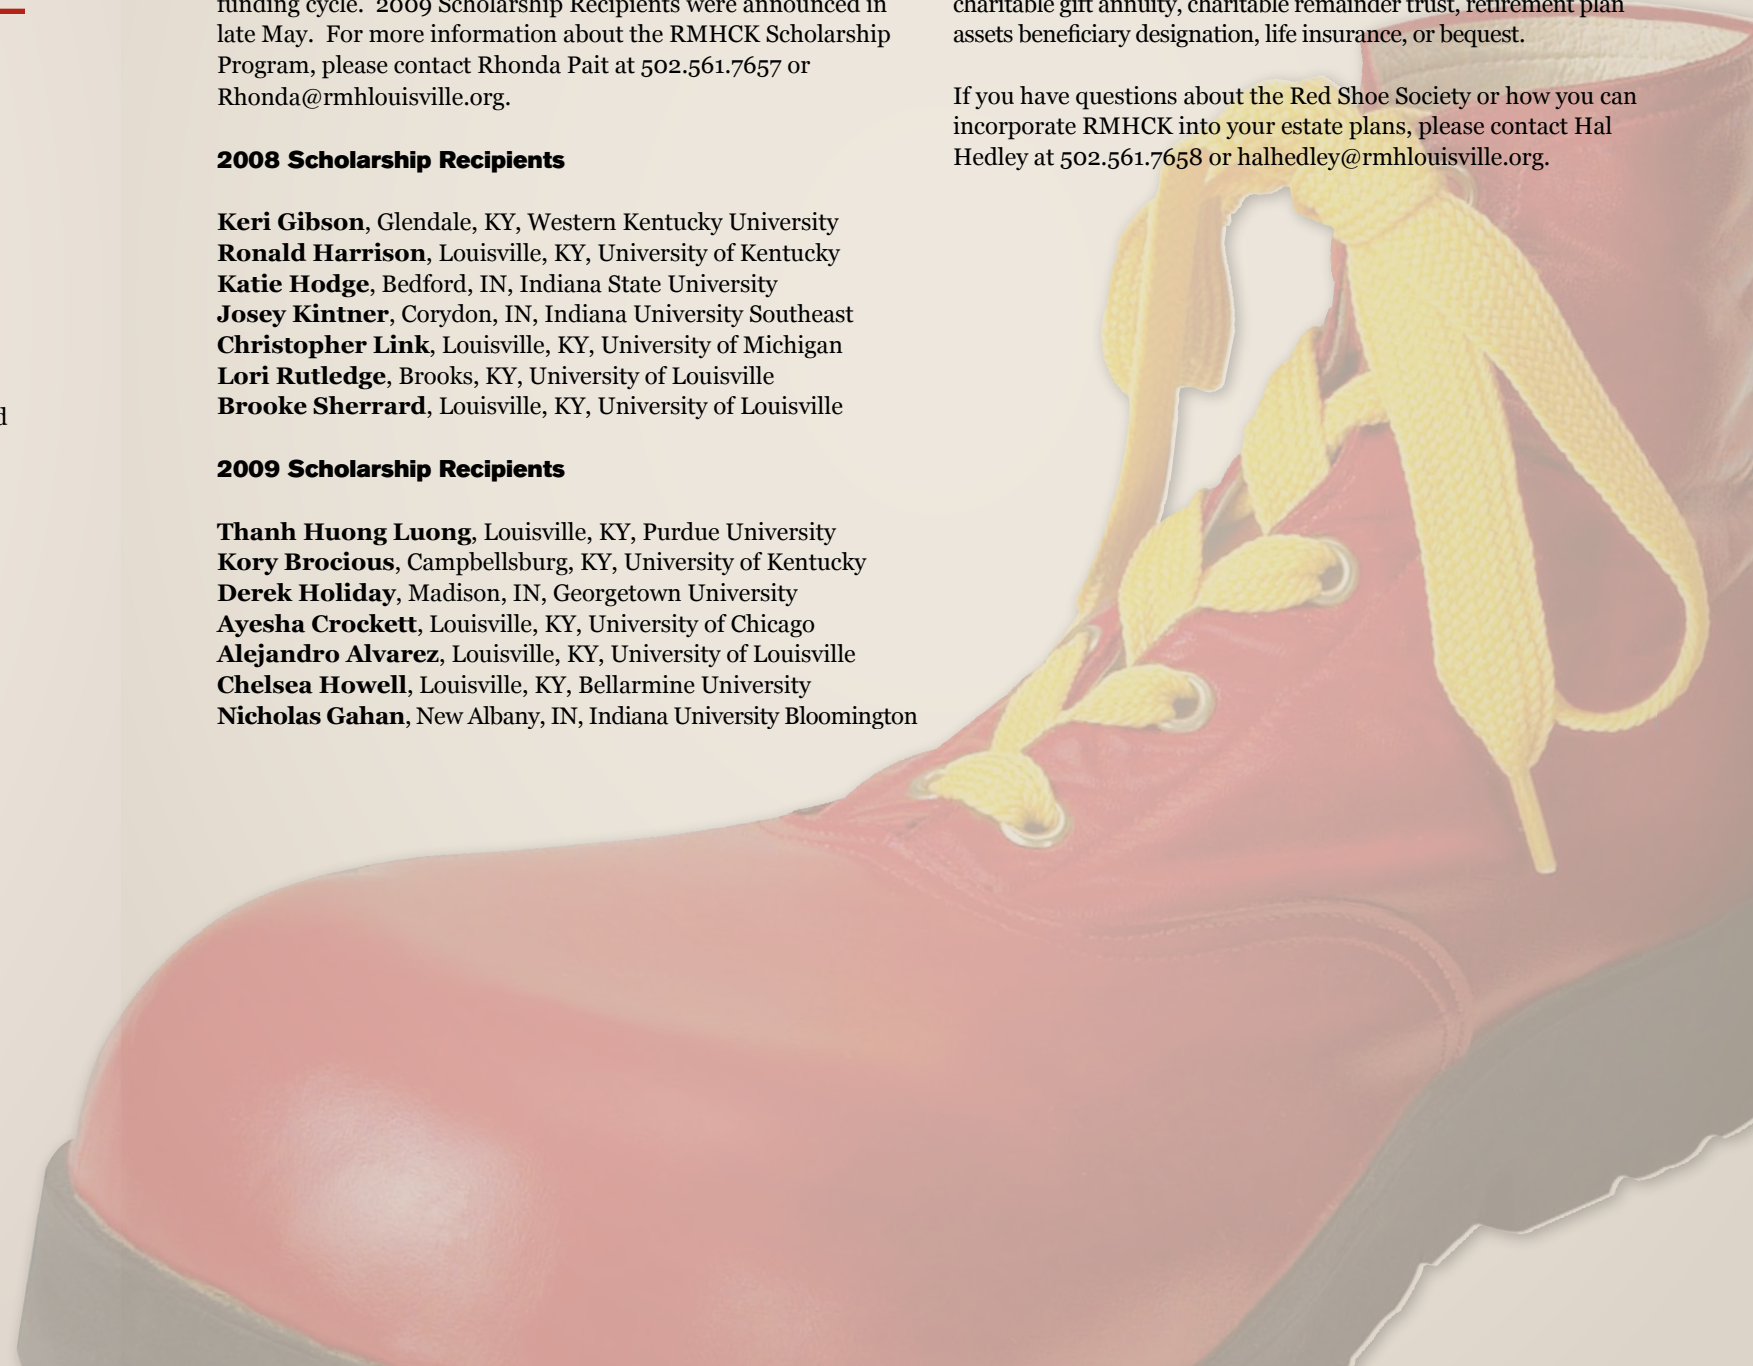 funding cycle.  2009 Scholarship Recipients were announced in
late May.  For more information about the RMHCK Scholarship
Program, please contact Rhonda Pait at 502.561.7657 or
Rhonda@rmhlouisville.org.
2008 Scholarship Recipients
Keri Gibson, Glendale, KY, Western Kentucky University
Ronald Harrison, Louisville, KY, University of Kentucky
Katie Hodge, Bedford, IN, Indiana State University
Josey Kintner, Corydon, IN, Indiana University Southeast
Christopher Link, Louisville, KY, University of Michigan
Lori Rutledge, Brooks, KY, University of Louisville
Brooke Sherrard, Louisville, KY, University of Louisville
2009 Scholarship Recipients
Thanh Huong Luong, Louisville, KY, Purdue University
Kory Brocious, Campbellsburg, KY, University of Kentucky
Derek Holiday, Madison, IN, Georgetown University
Ayesha Crockett, Louisville, KY, University of Chicago
Alejandro Alvarez, Louisville, KY, University of Louisville
Chelsea Howell, Louisville, KY, Bellarmine University
Nicholas Gahan, New Albany, IN, Indiana University Bloomington
charitable gift annuity, charitable remainder trust, retirement plan
assets beneficiary designation, life insurance, or bequest.
If you have questions about the Red Shoe Society or how you can
incorporate RMHCK into your estate plans, please contact Hal
Hedley at 502.561.7658 or halhedley@rmhlouisville.org.